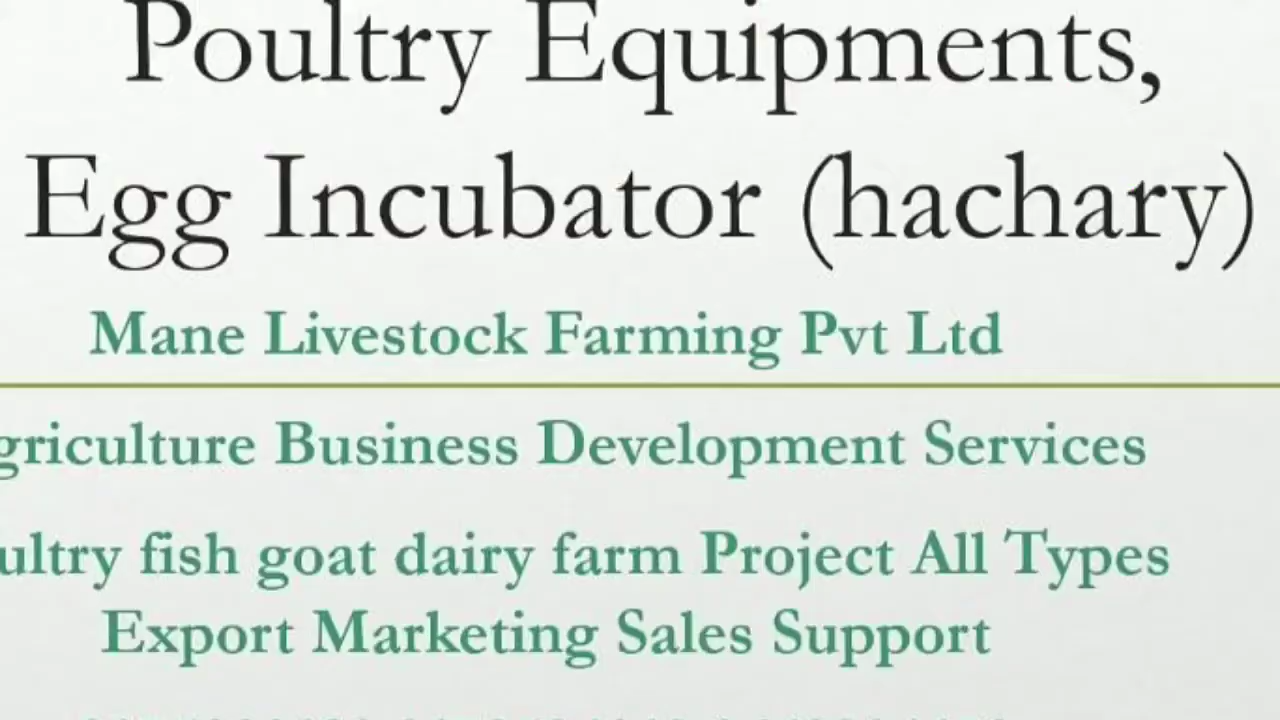 Poultry Equipments,
Egg Incubator (hachary)
Mane Livestock Farming Pvt Ltd
griculture Business Development Services
ultry fish goat dairy farm Project All Types
Export Marketing Sales Support